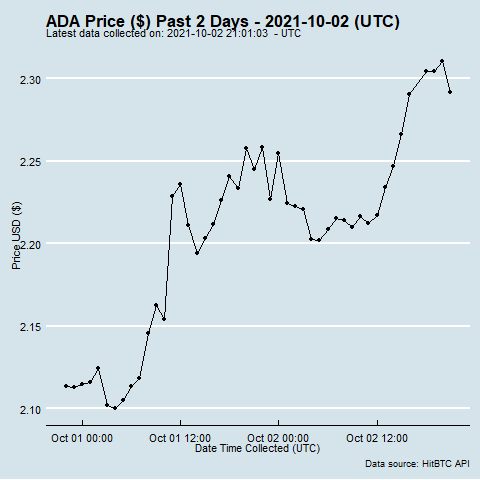 ADA Price ($) Past 2 Days - 2021-10-02 (UTC)
Latest data collected on: 2021-10-02 21:01:03 - UTC
2.30
2.25
2.20
2.15
2.10
Price USD ($)
Oct 01 00:00 Oct 01 12:00 Oct 02 00:00 Oct 02 12:00
Date Time Collected (UTC)
Data source: HitBTC API